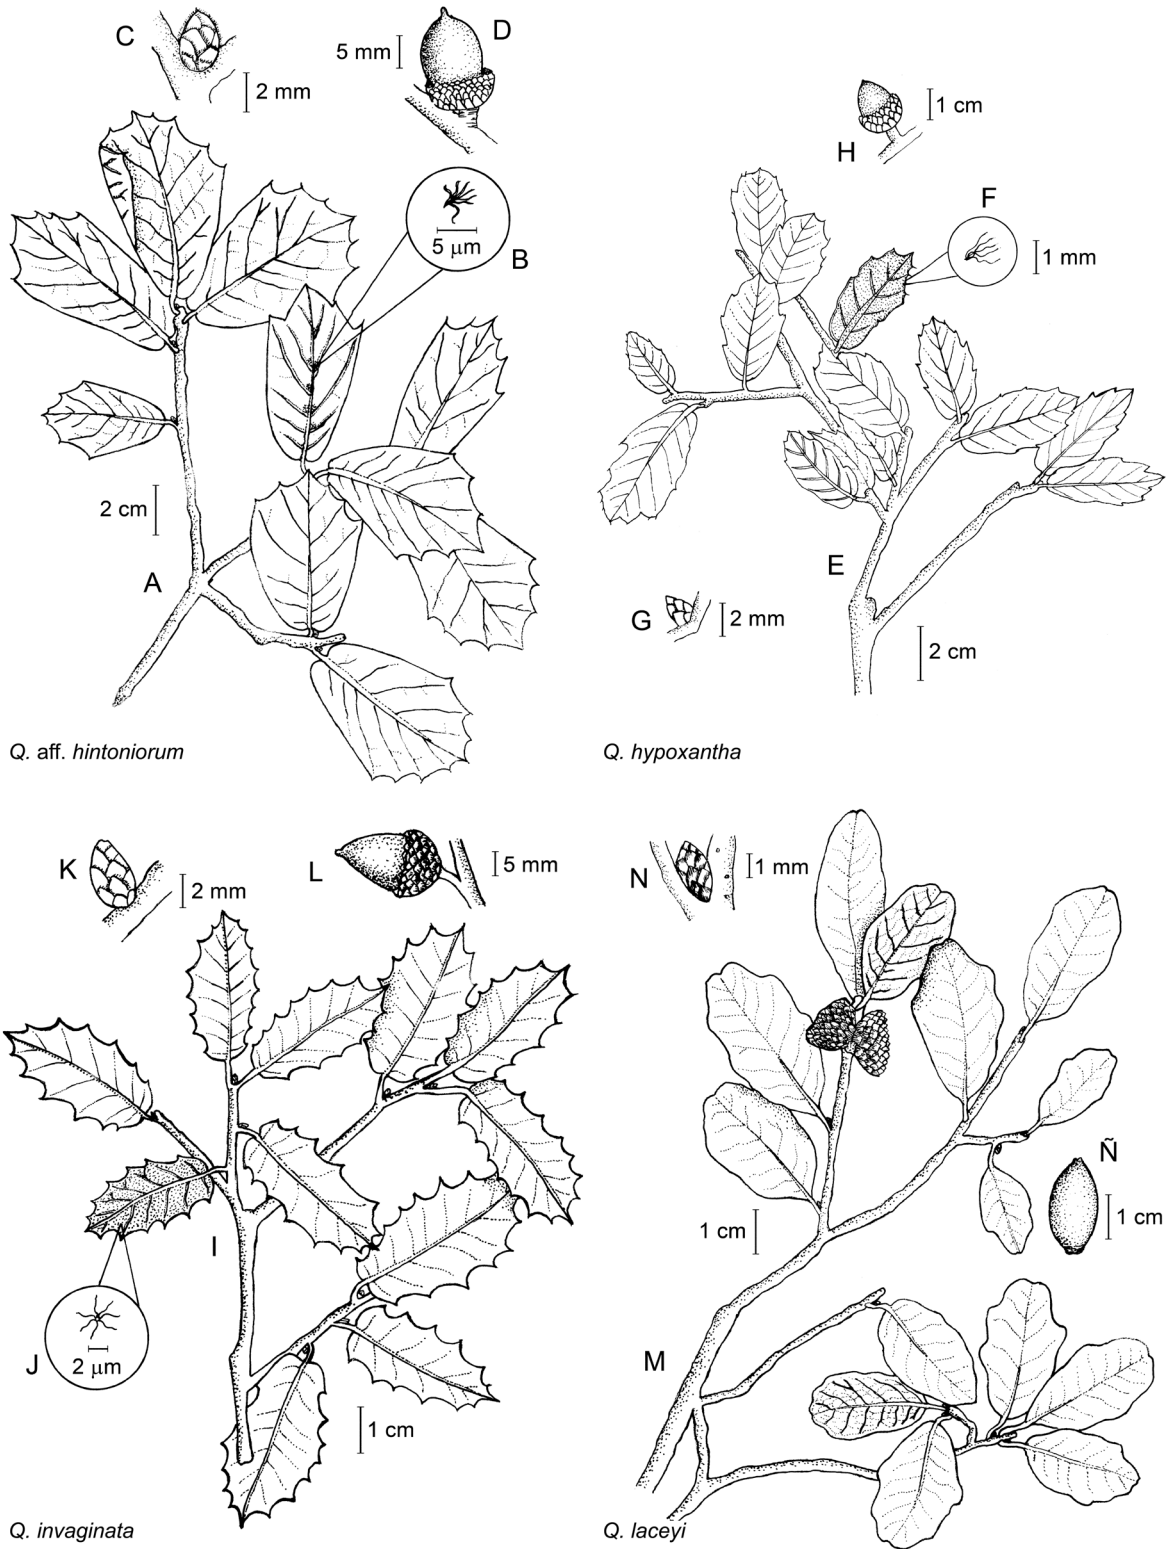 C
2 mm
5 mm
D
5 µm
B
2 cm
A
Q. aff. hintoniorum
H
1 cm
F
1 mm
E
G
2 mm
2 cm
Q. hypoxantha
K
2 mm
L
5 mm
I
J
2 µm
1 cm
Q. invaginata
N
1 mm
1 cm
Ñ
1 cm
M
Q. laceyi